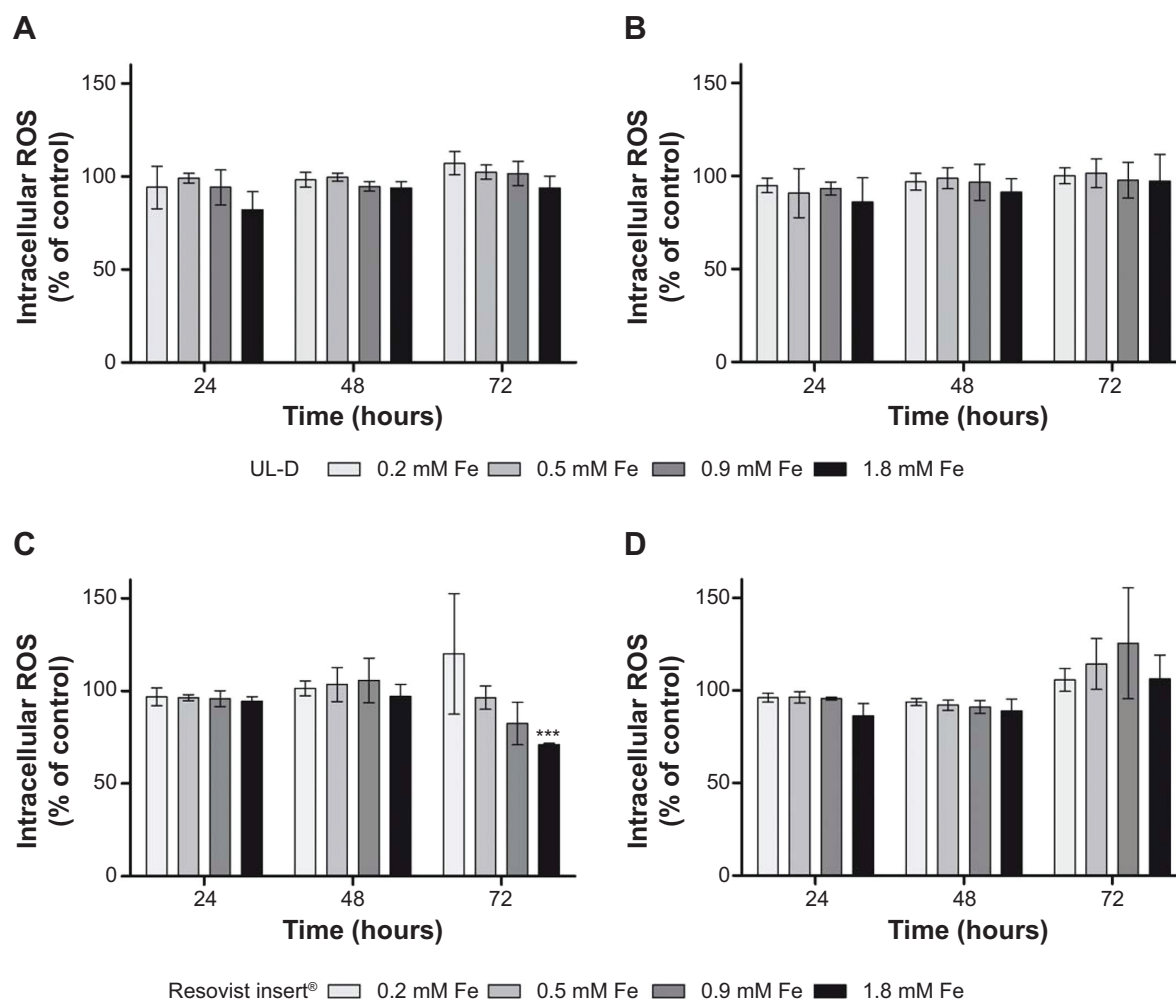 A
Intracellular ROS
(% of control)
150
100
50
0
24
48
72
Time (hours)
B
Intracellular ROS
(% of control)
150
100
50
0
24
48
72
Time (hours)
UL-D 0.2 mM Fe 0.5 mM Fe 0.9 mM Fe 1.8 mM Fe
C
Intracellular ROS
(% of control)
150
100
50
0
***
24
48
72
Time (hours)
D
Intracellular ROS
(% of control)
150
100
50
0
24
48
72
Time (hours)
Resovist insert® 0.2 mM Fe 0.5 mM Fe 0.9 mM Fe 1.8 mM Fe